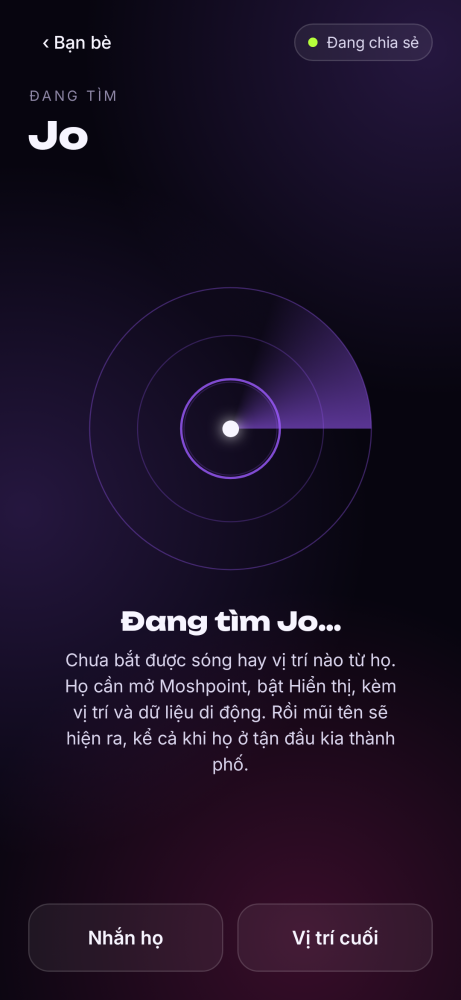 ‹ Bạn bè
Đang chia sẻ
ĐANG TÌM
Jo
Đang tìm Jo...
Chưa bắt được sóng hay vị trí nào từ họ.
Họ cần mở Moshpoint, bật Hiển thị, kèm
vị trí và dữ liệu di động. Rồi mũi tên sẽ
hiện ra, kể cả khi họ ở tận đầu kia thành
phố.
Nhắn họ
Vị trí cuối